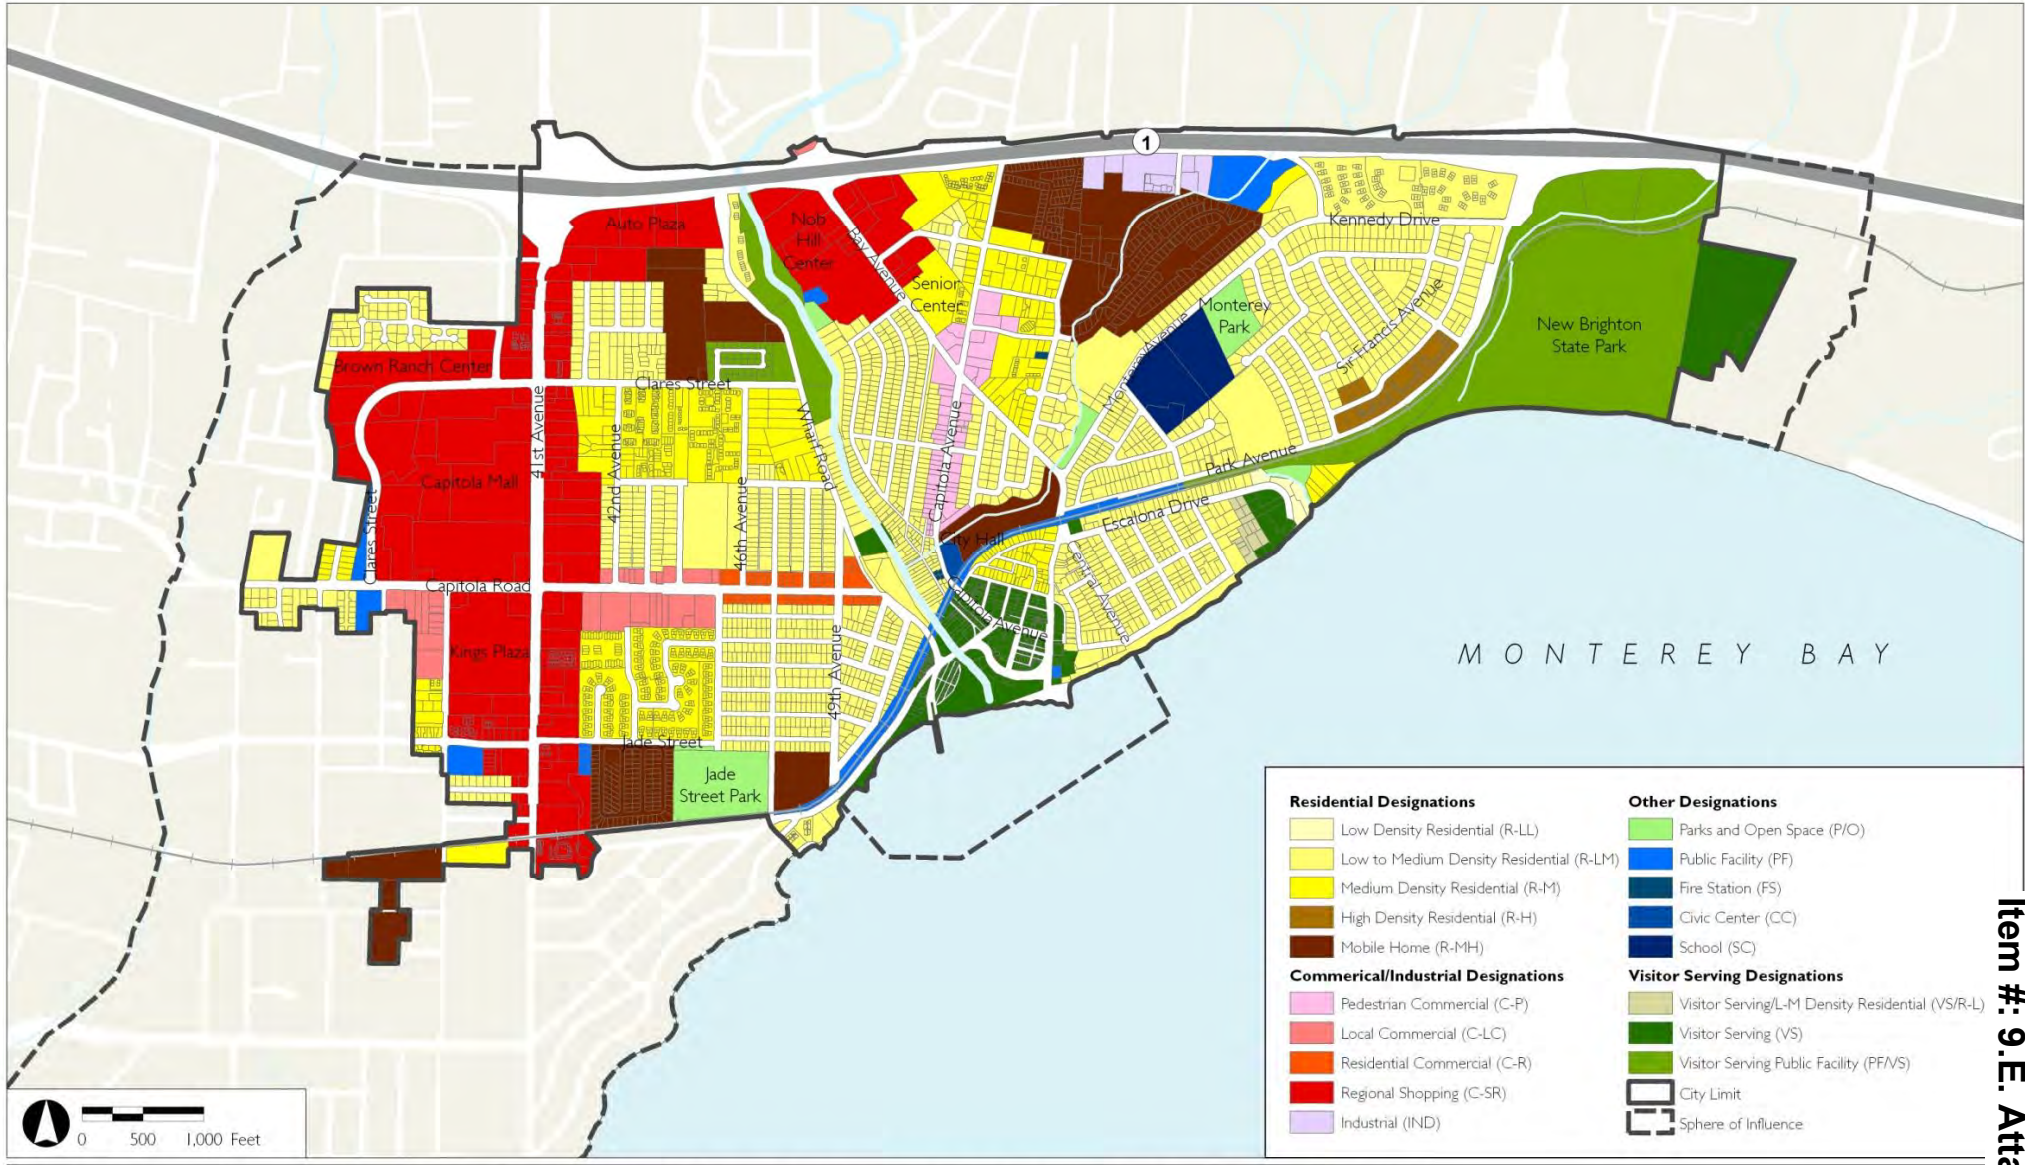 1
Auto Plaza
Nob
Hill
Center
Bay Avenue
Kennedy Drive
Senior
Center
Monterey
Park
Monterey Avenue
Sir Francis Avenue
New Brighton
State Park
Brown Ranch Center
Clares Street
41st Avenue
42nd Avenue
Wharf Road
Capitola Avenue
Park Avenue
Capitola Mall
46th Avenue
Escalona Drive
Clares Street
City Hall
Central Avenue
Capitola Road
Capitola Avenue
Kings Plaza
49th Avenue
MONTEREY BAY
Jade Street
Jade
Street Park
Residential Designations
Low Density Residential (R-LL)
Low to Medium Density Residential (R-LM)
Medium Density Residential (R-M)
High Density Residential (R-H)
Mobile Home (R-MH)
Commerical/Industrial Designations
Pedestrian Commercial (C-P)
Local Commercial (C-LC)
Residential Commercial (C-R)
Regional Shopping (C-SR)
Industrial (IND)
Other Designations
Parks and Open Space (P/O)
Public Facility (PF)
Fire Station (FS)
Civic Center (CC)
School (SC)
Visitor Serving Designations
Visitor Serving/L-M Density Residential (VS/R-L)
Visitor Serving (VS)
Visitor Serving Public Facility (PF/VS)
City Limit
Sphere of Influence
0 500 1,000 Feet
Item #: 9.E. Atta